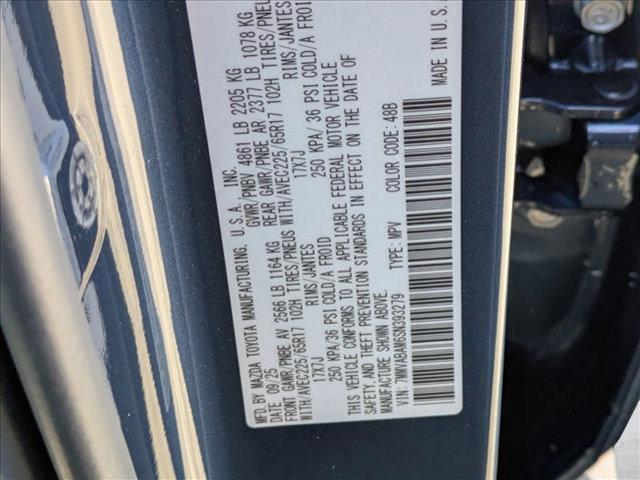 MFD.BY MAZDA TOYOTA MANUFACTURING, U.S.A. INC.
DATE 09/25 GVWR/PNBV 4861 LB 2205 KG
FRONT GAWR/PNBE AV 2566 LB 1164 KG REAR GAWR/PNBE AR 2377 LB 1078 KG
WITH/AVEC225/65R17 102H TIRES/PNEUS WITH/AVEC225/65R17 102H TIRES/PNEU
17X7J RIMS/JANTES 17X7J RIMS/JANTES
250 KPA/36 PSI COLD/A FROID 250 KPA/ 36 PSI COLD/A FROID
THIS VEHICLE CONFORMS TO ALL APPLICABLE FEDERAL MOTOR VEHICLE
SAFETY, AND THEFT PREVENTION STANDARDS IN EFFECT ON THE DATE OF
MANUFACTURE SHOWN ABOVE.
VIN: 7MMVABAM6SN393279 TYPE: MPV COLOR CODE: 48B MADE IN U.S.